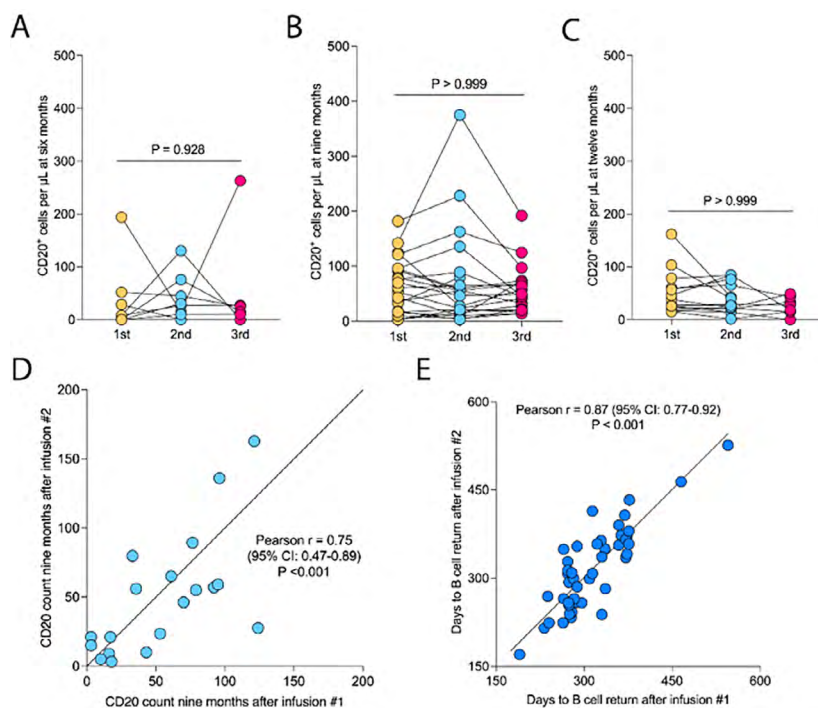 A
CD20⁺ cells per µL at six months
500
400
300
200
100
0
P = 0.928
1st 2nd 3rd
B
CD20⁺ cells per µL at nine months
500
400
300
200
100
0
P > 0.999
1st 2nd 3rd
C
CD20⁺ cells per µL at twelve months
500
400
300
200
100
0
P > 0.999
1st 2nd 3rd
D
CD20 count nine months after infusion #2
200
150
100
50
0
Pearson r = 0.75
(95% CI: 0.47-0.89)
P <0.001
0 50 100 150 200
CD20 count nine months after infusion #1
E
Days to B cell return after infusion #2
600
450
300
150
Pearson r = 0.87 (95% CI: 0.77-0.92)
P < 0.001
150 300 450 600
Days to B cell return after infusion #1